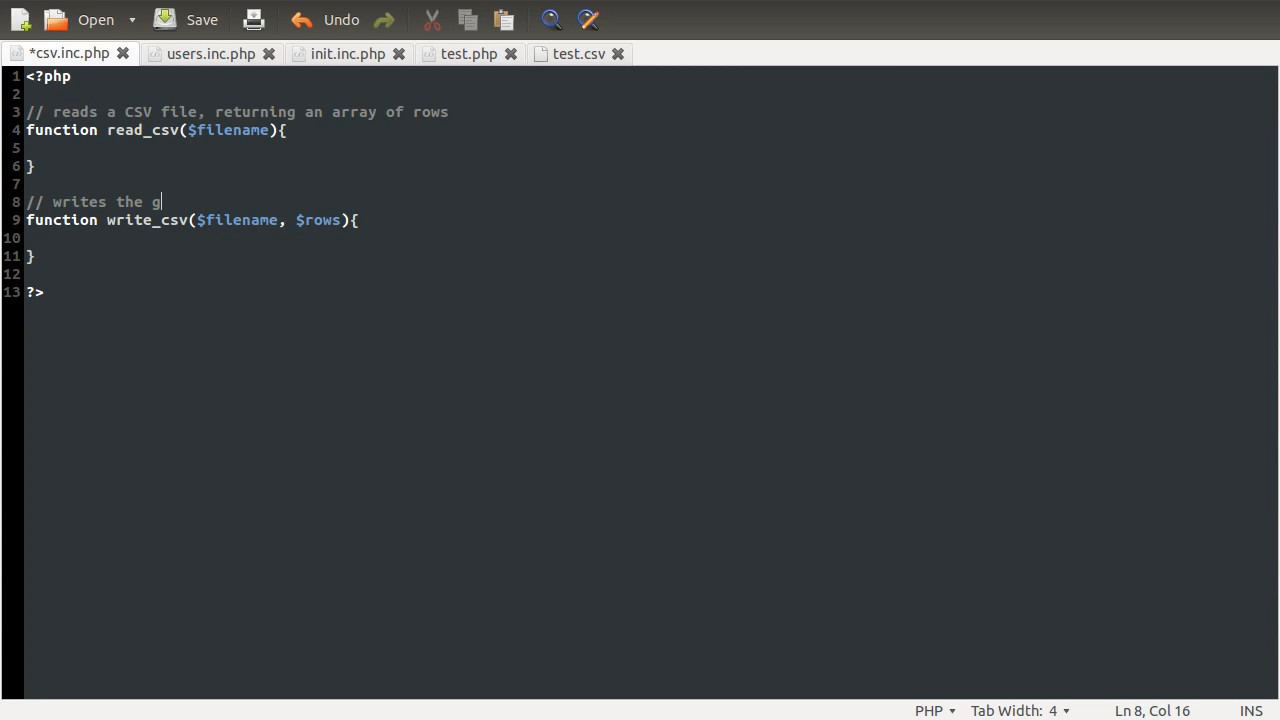 Open Save Undo
*csv.inc.php users.inc.php init.inc.php test.php test.csv
1 <?php
2
3 // reads a CSV file, returning an array of rows
4 function read_csv($filename){
5
6 }
7
8 // writes the g
9 function write_csv($filename, $rows){
10
11 }
12
13 ?>
PHP Tab Width: 4 Ln 8, Col 16 INS